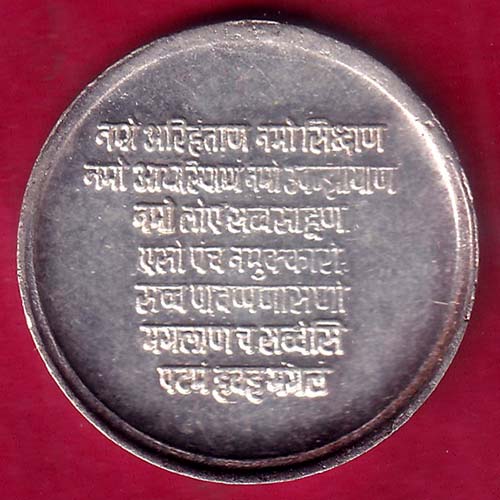 नमो अरिहंताण नमो सिद्धाण
नमो आयरियाणं नमो उवज्झायाण
नमो लोए सव्वसाहूण
एसो पंच नमुक्कारो
सव्व पावप्पणासणो
मंगलाण च सव्वेसिं
पढमं हवइ मंगलं